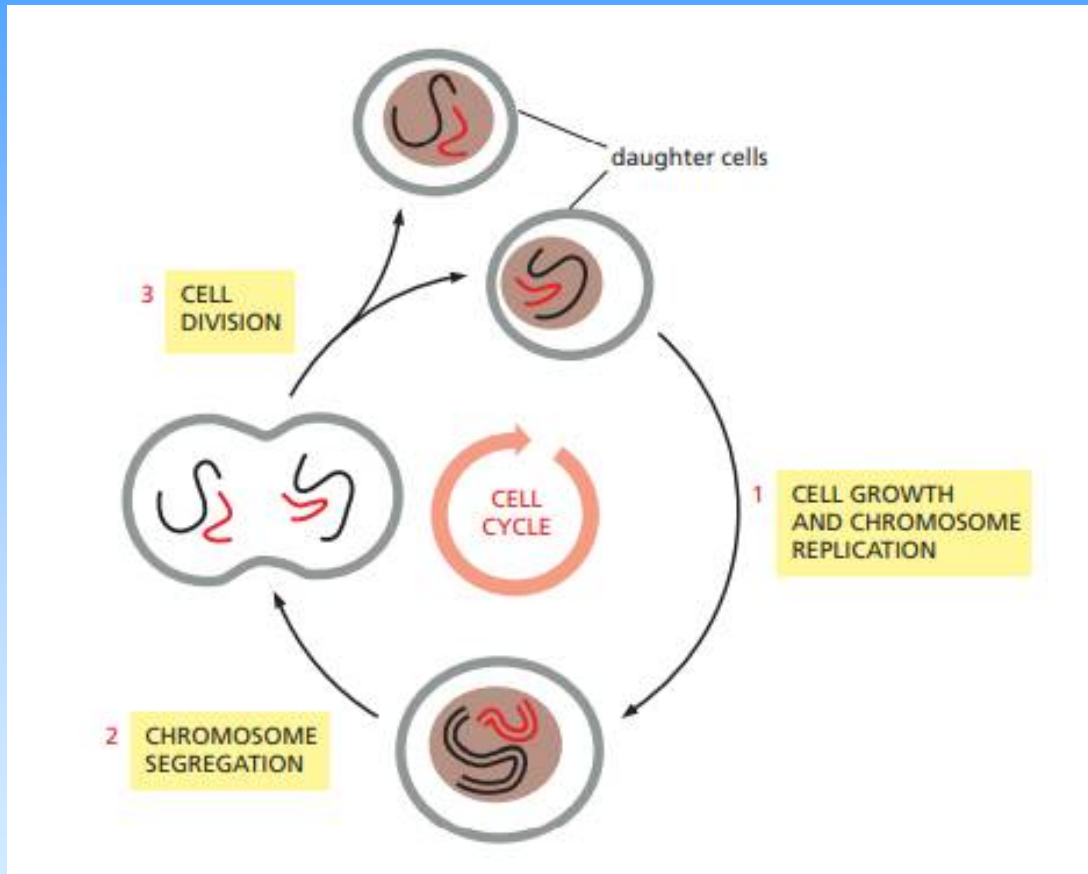 daughter cells
3 CELL
DIVISION
CELL
CYCLE
1 CELL GROWTH
AND CHROMOSOME
REPLICATION
2 CHROMOSOME
SEGREGATION